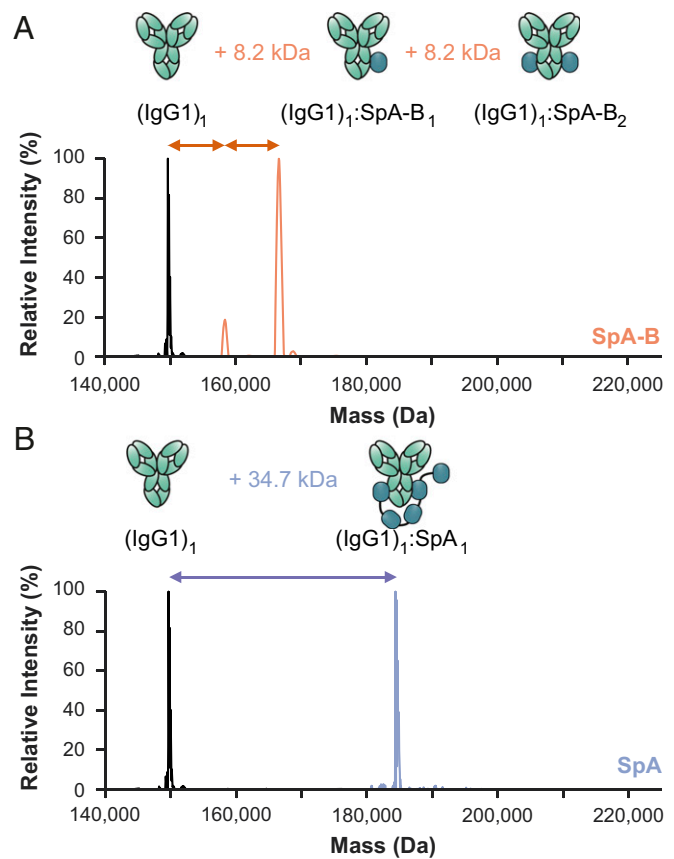 A
+ 8.2 kDa + 8.2 kDa
(IgG1)1 (IgG1)1:SpA-B1 (IgG1)1:SpA-B2
Relative Intensity (%)
100
80
60
40
20
0
SpA-B
140,000 160,000 180,000 200,000 220,000
Mass (Da)
B
+ 34.7 kDa
(IgG1)1 (IgG1)1:SpA1
Relative Intensity (%)
100
80
60
40
20
0
SpA
140,000 160,000 180,000 200,000 220,000
Mass (Da)